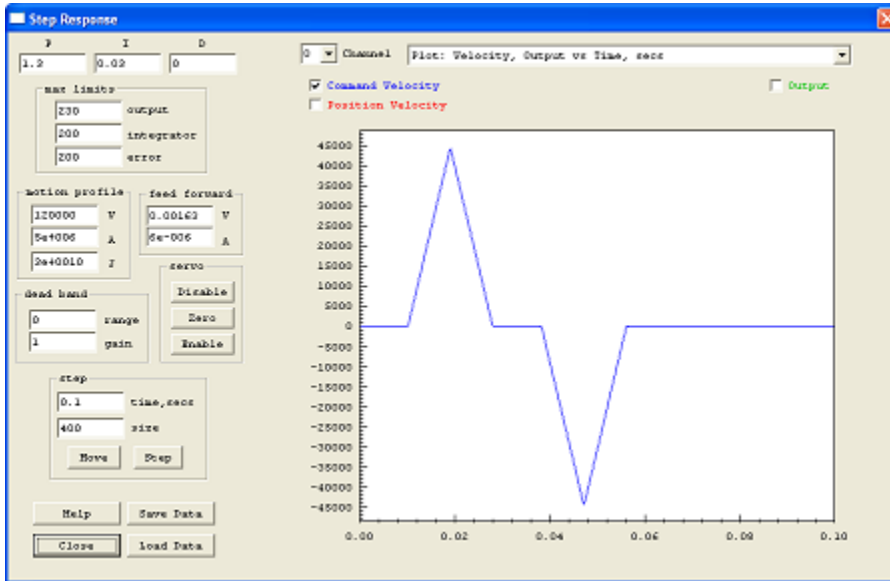 Step Response
P I D
1.2 0.02 0
max limits
230 output
200 integrator
200 error
motion profile
120000 V
5e+006 A
2e+0010 J
feed forward
0.00163 V
6e-006 A
servo
Disable
Zero
Enable
dead band
0 range
1 gain
step
0.1 time,secs
400 size
Move Step
Help Save Data
Close Load Data
0 Channel Plot: Velocity, Output vs Time, secs
Command Velocity Output
Position Velocity
45000
40000
35000
30000
25000
20000
15000
10000
5000
0
-5000
-10000
-15000
-20000
-25000
-30000
-35000
-40000
-45000
0.00 0.02 0.04 0.06 0.08 0.10